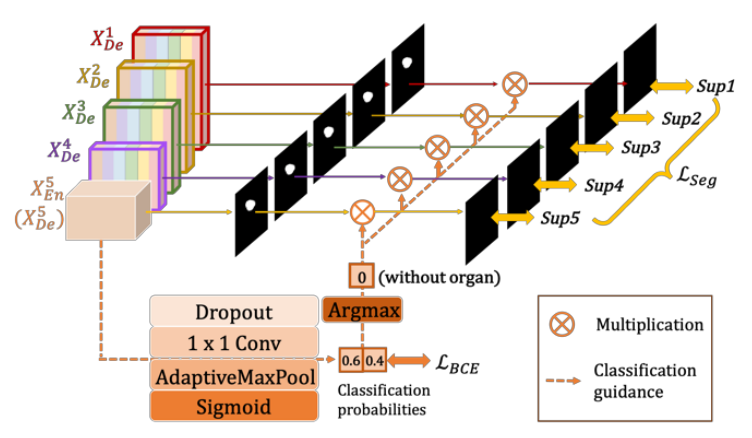 X_{De}^1
X_{De}^2
X_{De}^3
X_{De}^4
X_{En}^5
(X_{De}^5)
Sup1
Sup2
Sup3
Sup4
Sup5
ℒ_{Seg}
0 (without organ)
Argmax
Dropout
1 x 1 Conv
AdaptiveMaxPool
Sigmoid
0.6 0.4
ℒ_{BCE}
Classification
probabilities
Multiplication
Classification
guidance